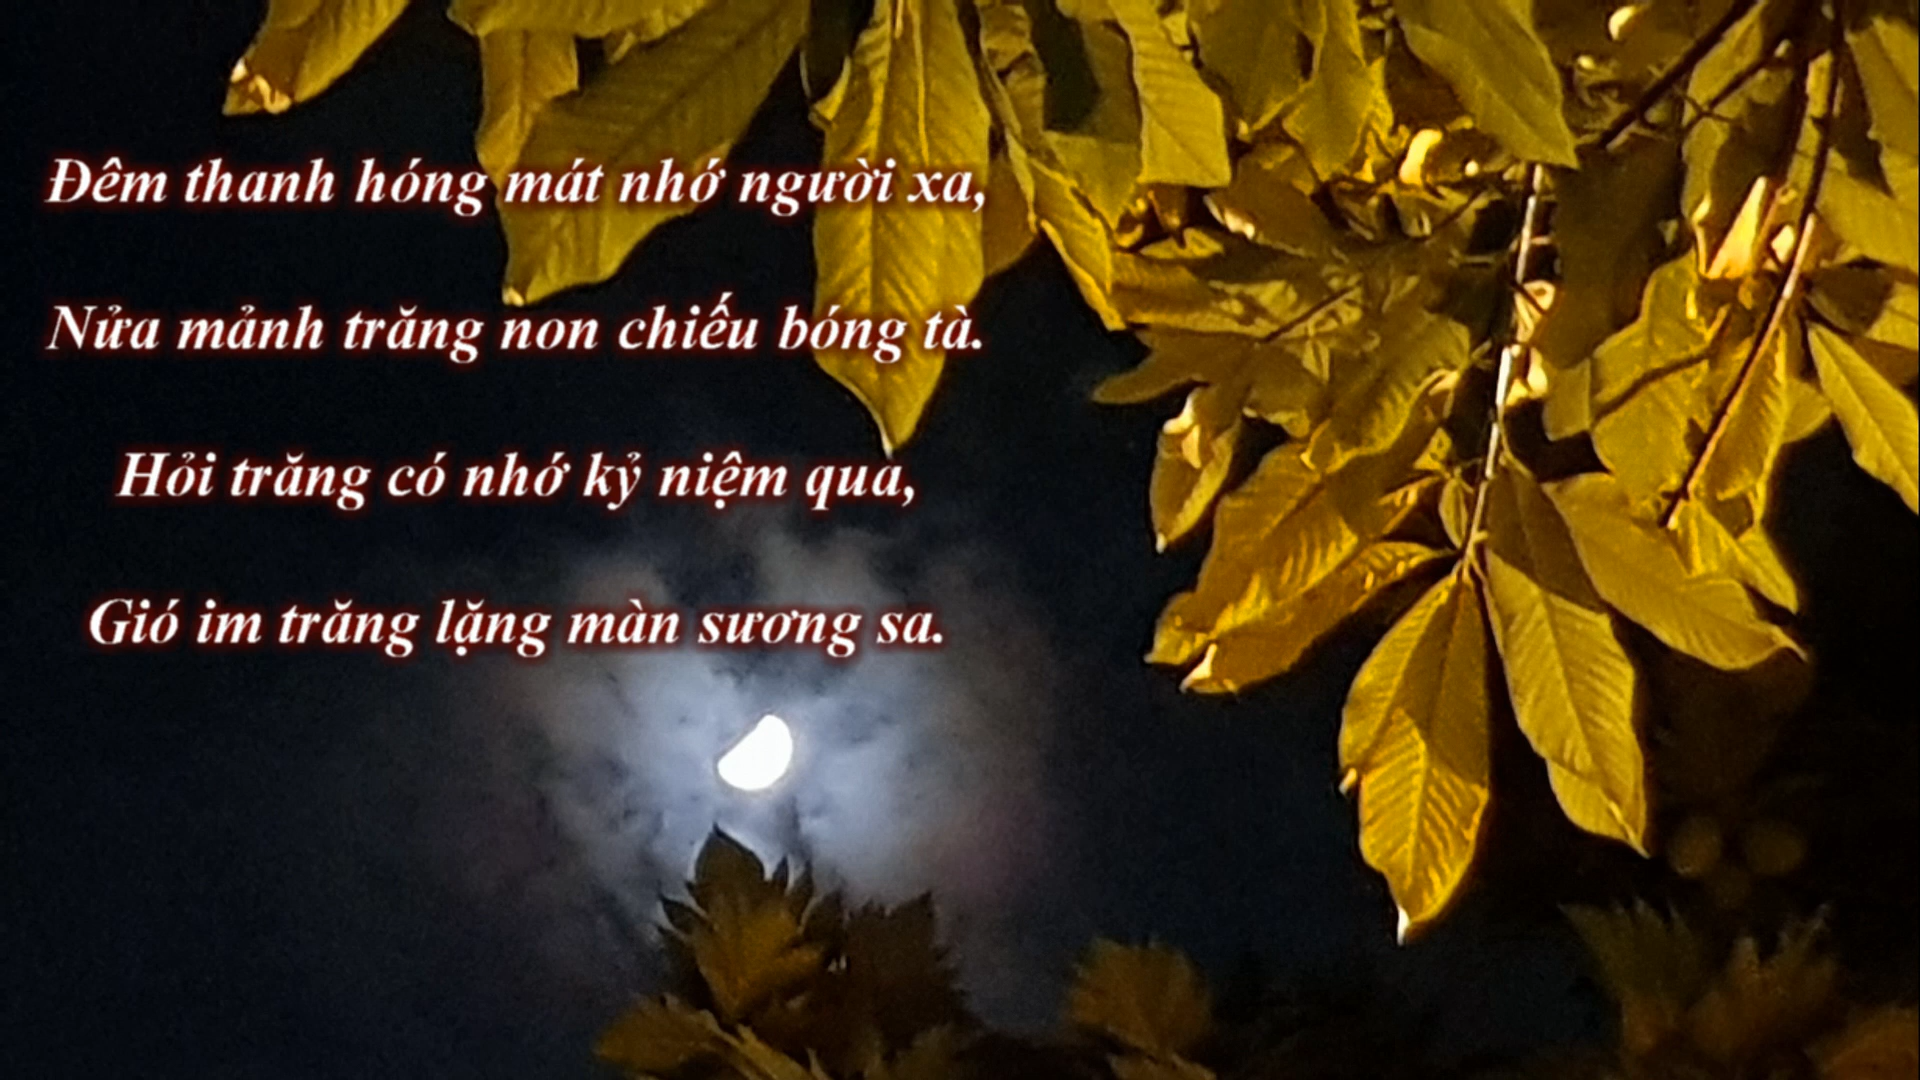 Đêm thanh hóng mát nhớ người xa,
Nửa mảnh trăng non chiếu bóng tà.
Hỏi trăng có nhớ kỷ niệm qua,
Gió im trăng lặng màn sương sa.